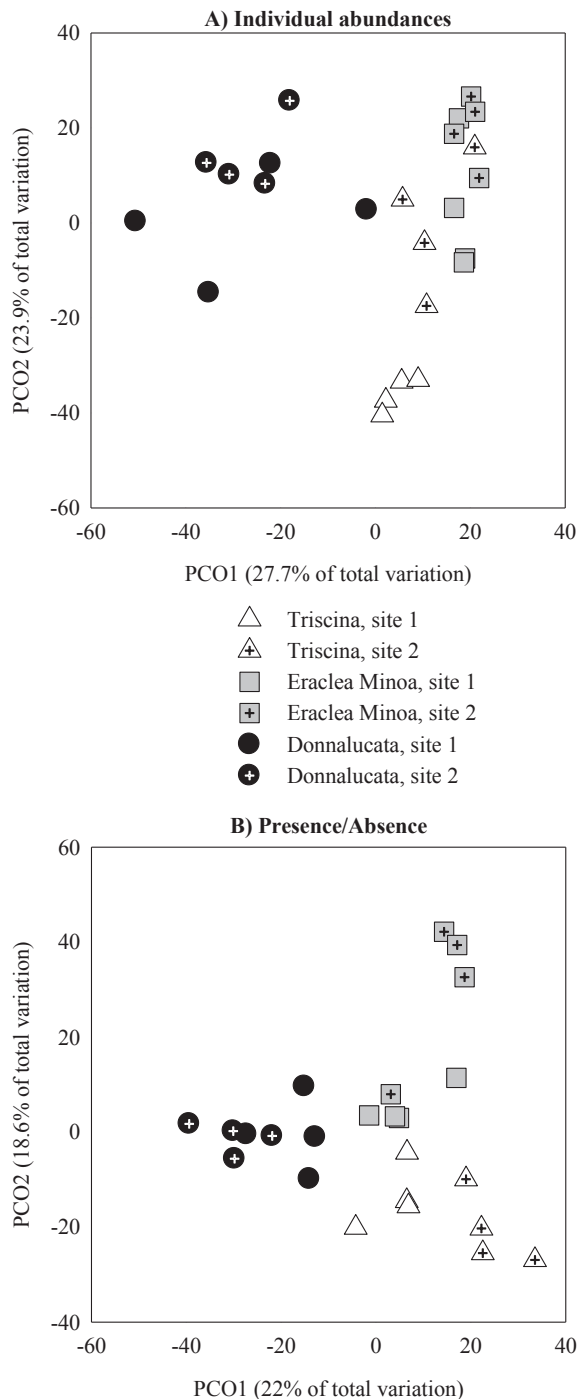 A) Individual abundances
40
20
0
-20
-40
-60
PCO2 (23.9% of total variation)
-60 -40 -20 0 20 40
PCO1 (27.7% of total variation)
Triscina, site 1
Triscina, site 2
Eraclea Minoa, site 1
Eraclea Minoa, site 2
Donnalucata, site 1
Donnalucata, site 2
B) Presence/Absence
60
40
20
0
-20
-40
PCO2 (18.6% of total variation)
-60 -40 -20 0 20 40
PCO1 (22% of total variation)